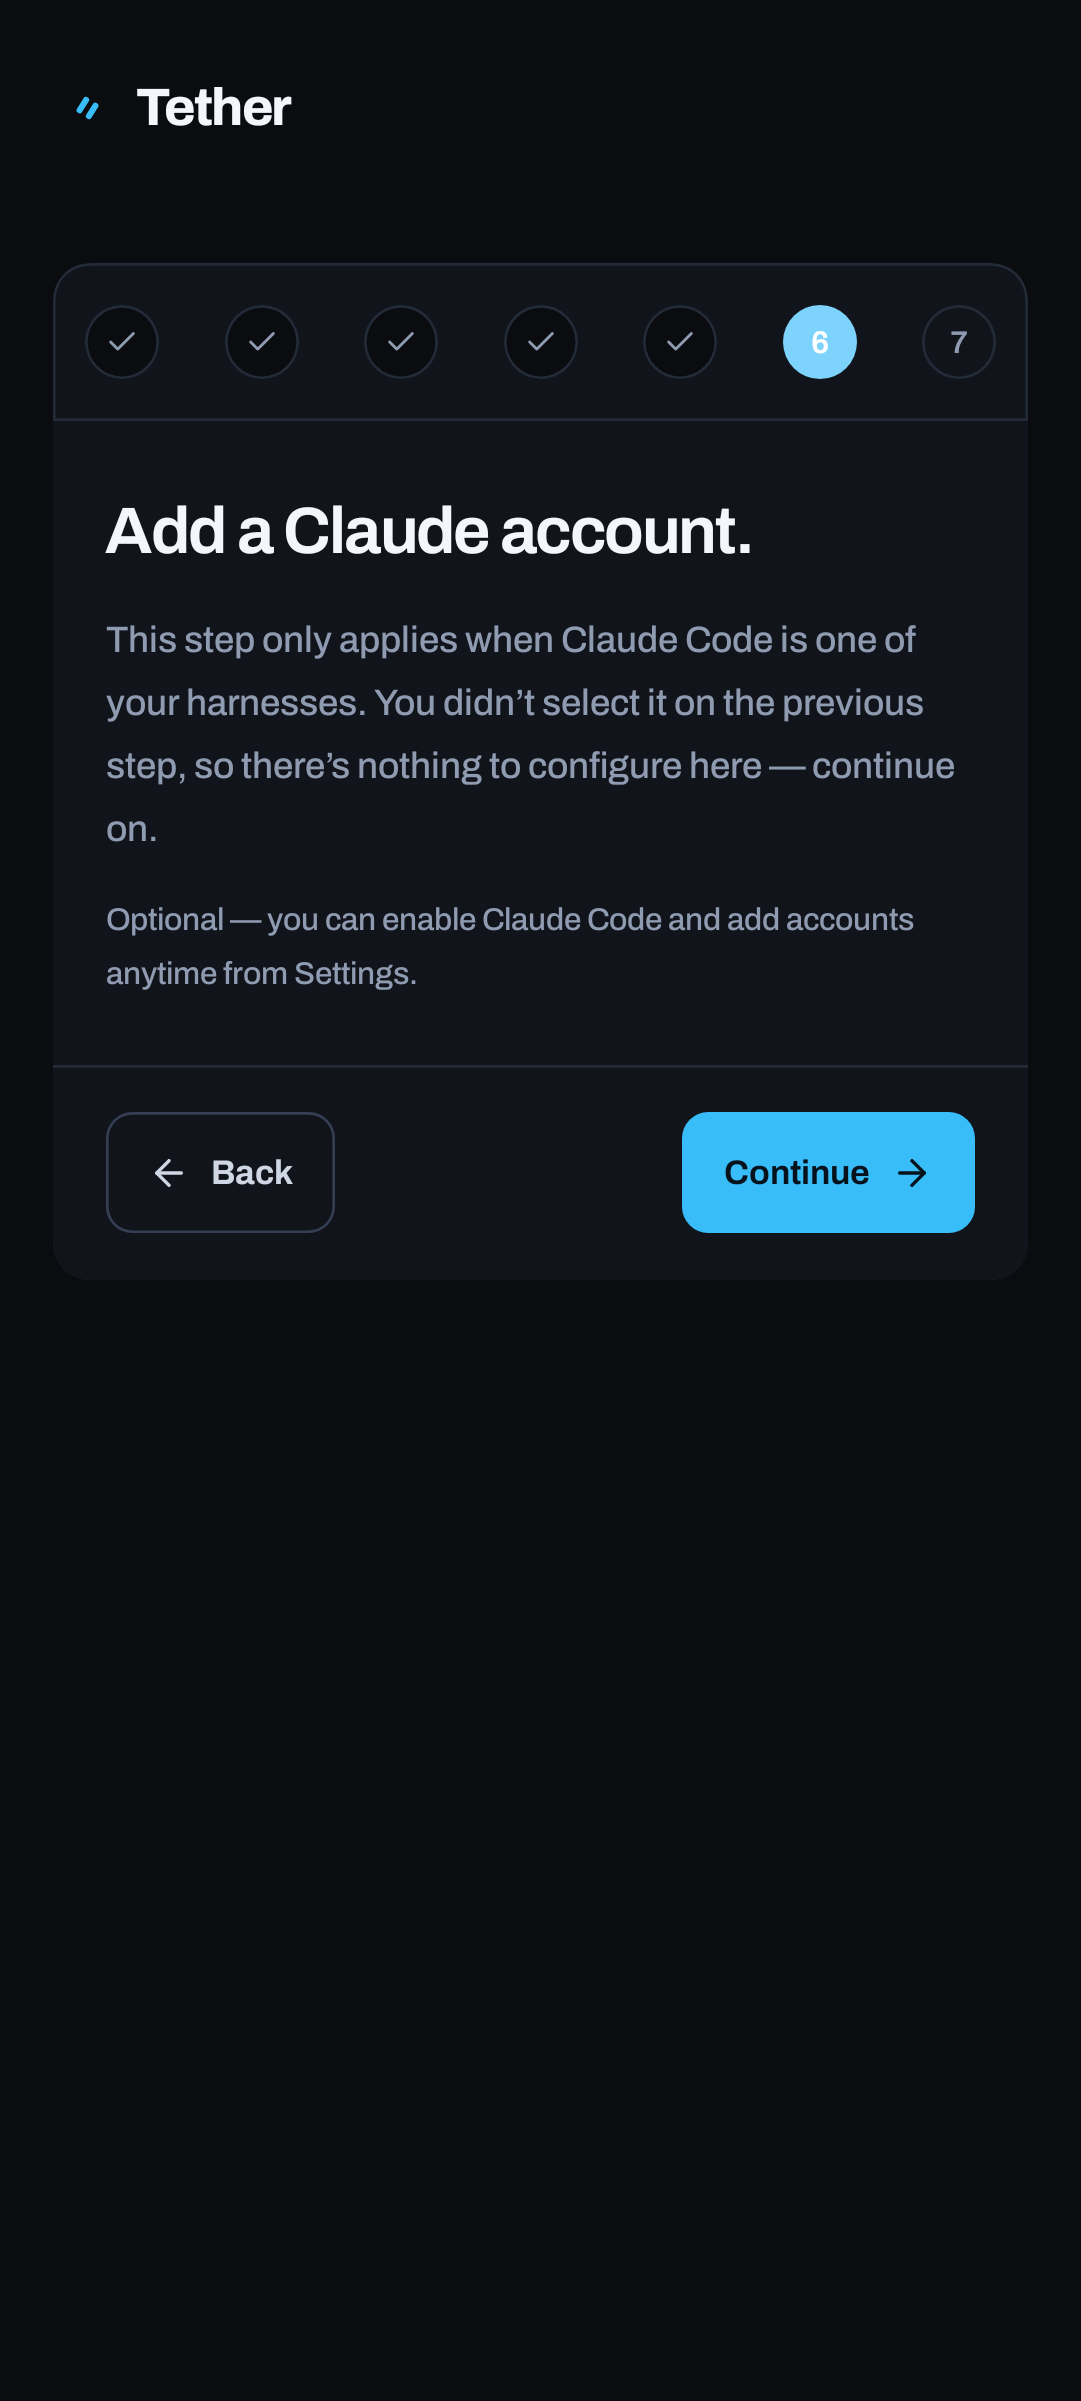 Tether
6
7
Add a Claude account.
This step only applies when Claude Code is one of
your harnesses. You didn’t select it on the previous
step, so there’s nothing to configure here — continue
on.
Optional — you can enable Claude Code and add accounts
anytime from Settings.
Back
Continue